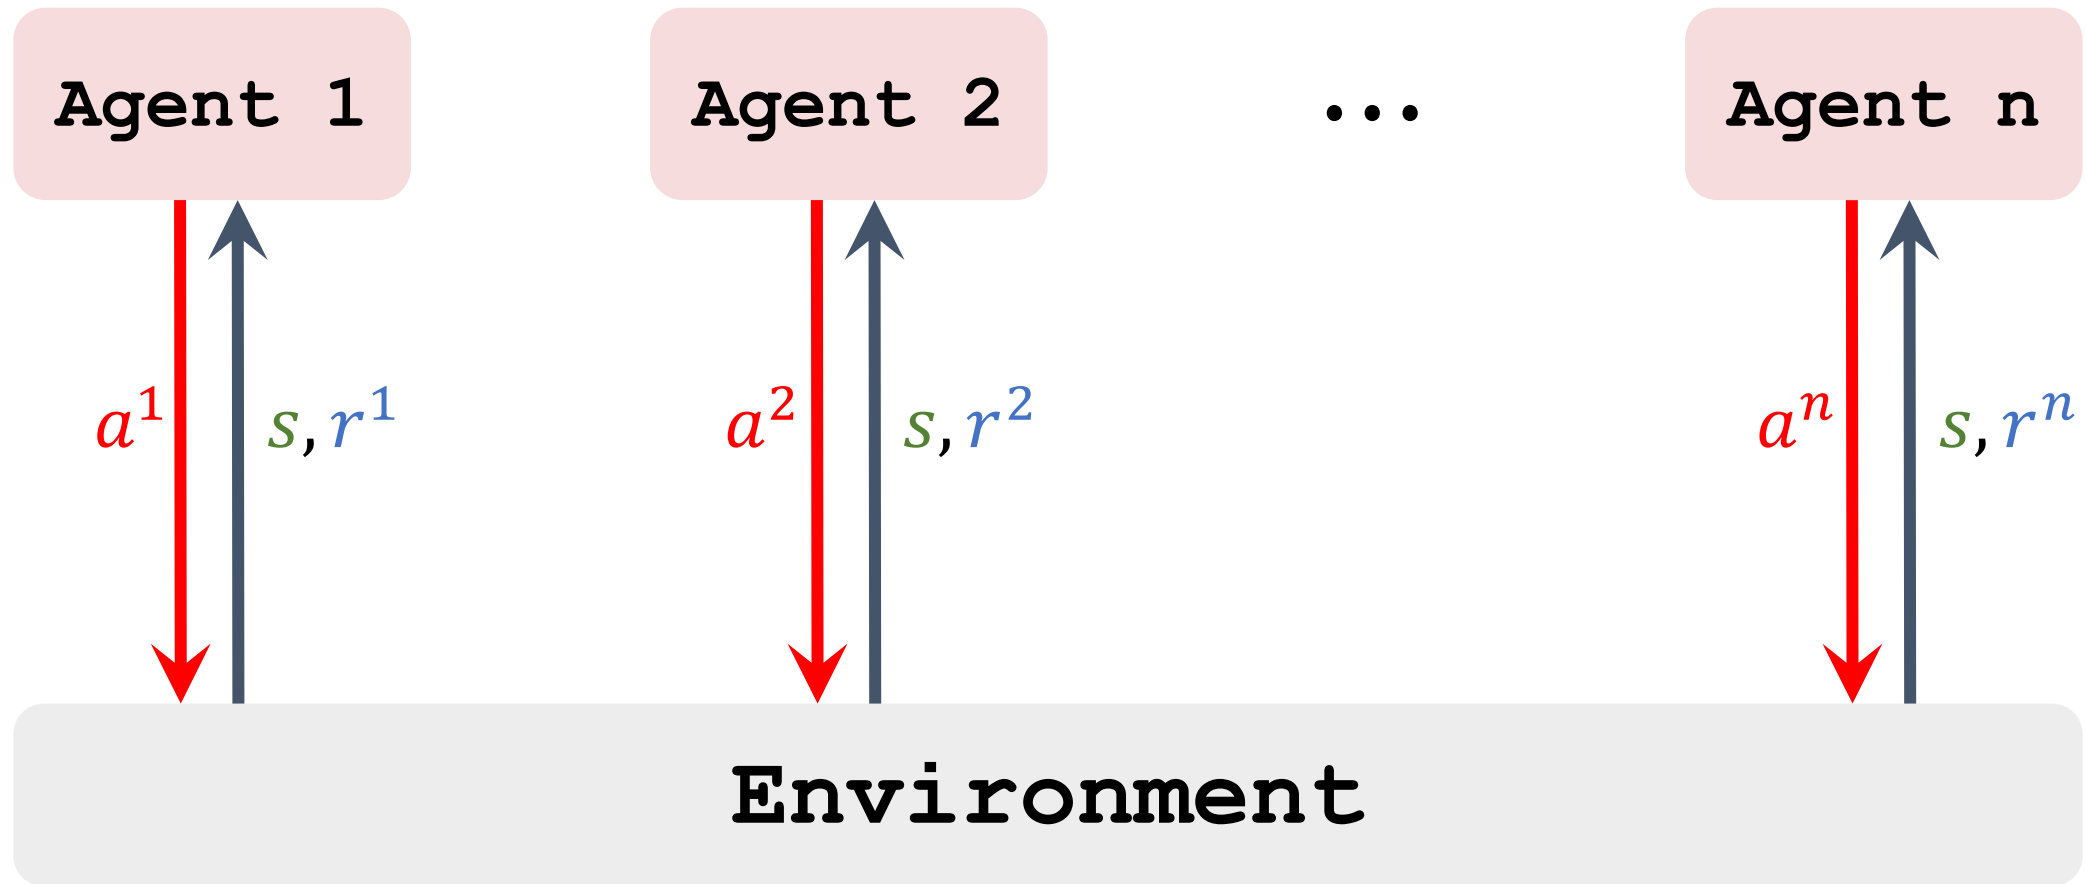 Agent 1 Agent 2 ... Agent n
a¹ s, r¹ a² s, r² aⁿ s, rⁿ
Environment